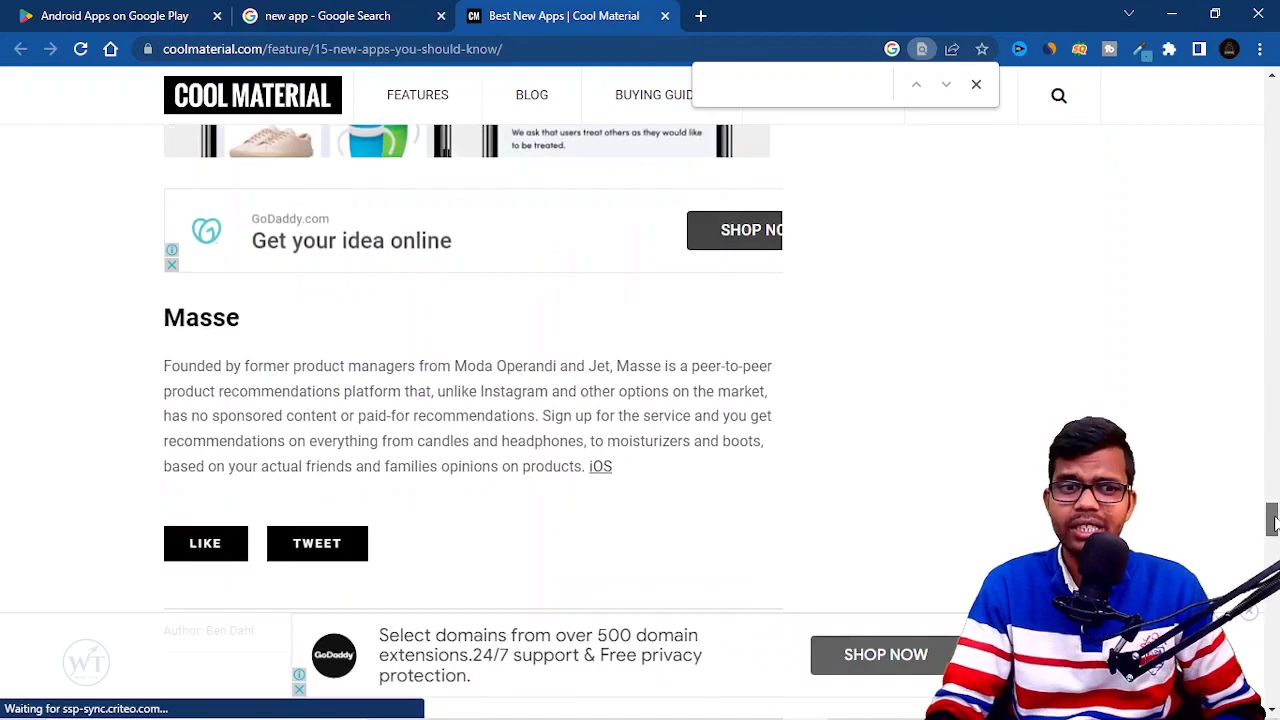 Android Apps on Google Play
new apps - Google Search
CM Best New Apps | Cool Material
coolmaterial.com/feature/15-new-apps-you-should-know/
COOL MATERIAL
FEATURES
BLOG
BUYING GUID
We ask that users treat others as they would like
to be treated.
GoDaddy.com
Get your idea online
SHOP NO
Masse
Founded by former product managers from Moda Operandi and Jet, Masse is a peer-to-peer
product recommendations platform that, unlike Instagram and other options on the market,
has no sponsored content or paid-for recommendations. Sign up for the service and you get
recommendations on everything from candles and headphones, to moisturizers and boots,
based on your actual friends and families opinions on products. iOS
LIKE
TWEET
Author: Ben Dahl
WT
GoDaddy
Select domains from over 500 domain
extensions.24/7 support & Free privacy
protection.
SHOP NOW
Waiting for ssp-sync.criteo.com...